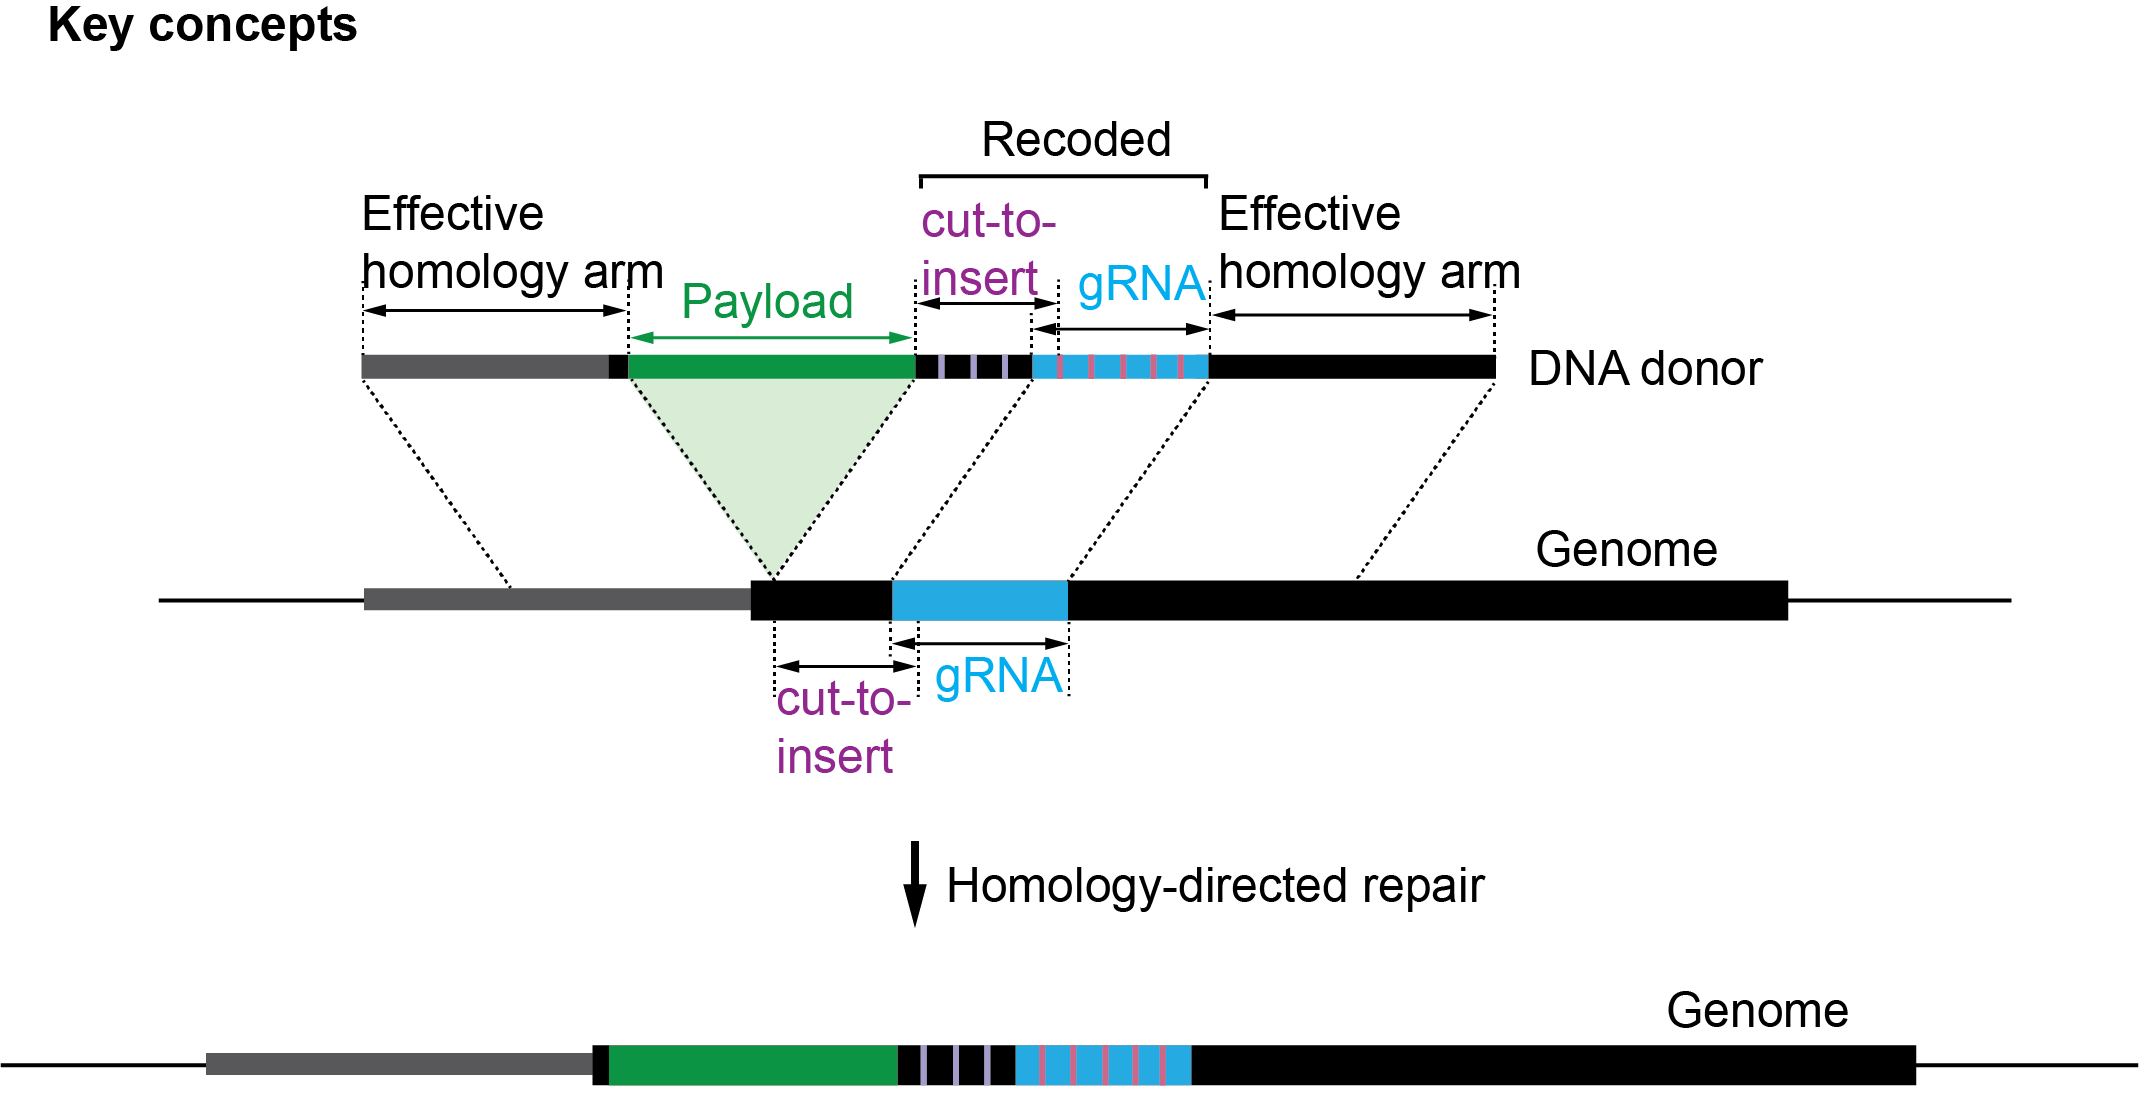 Key concepts
Recoded
Effective
homology arm
Payload
cut-to-
insert
gRNA
Effective
homology arm
DNA donor
Genome
gRNA
cut-to-
insert
Homology-directed repair
Genome